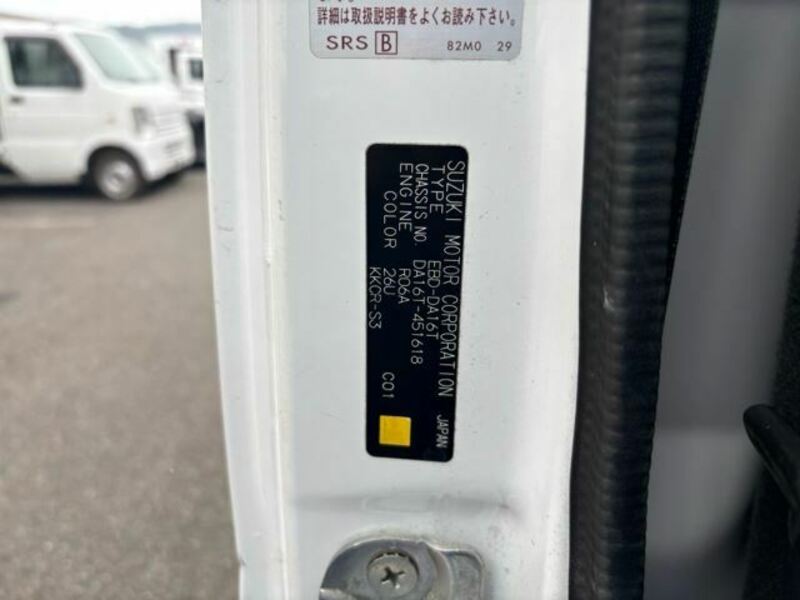 詳細は取扱説明書をよくお読み下さい。
SRS B 82M0 29
SUZUKI MOTOR CORPORATION JAPAN
TYPE EBD-DA16T
CHASSIS NO. DA16T-451618
ENGINE R06A
COLOR 26U C01
KKCR-S3